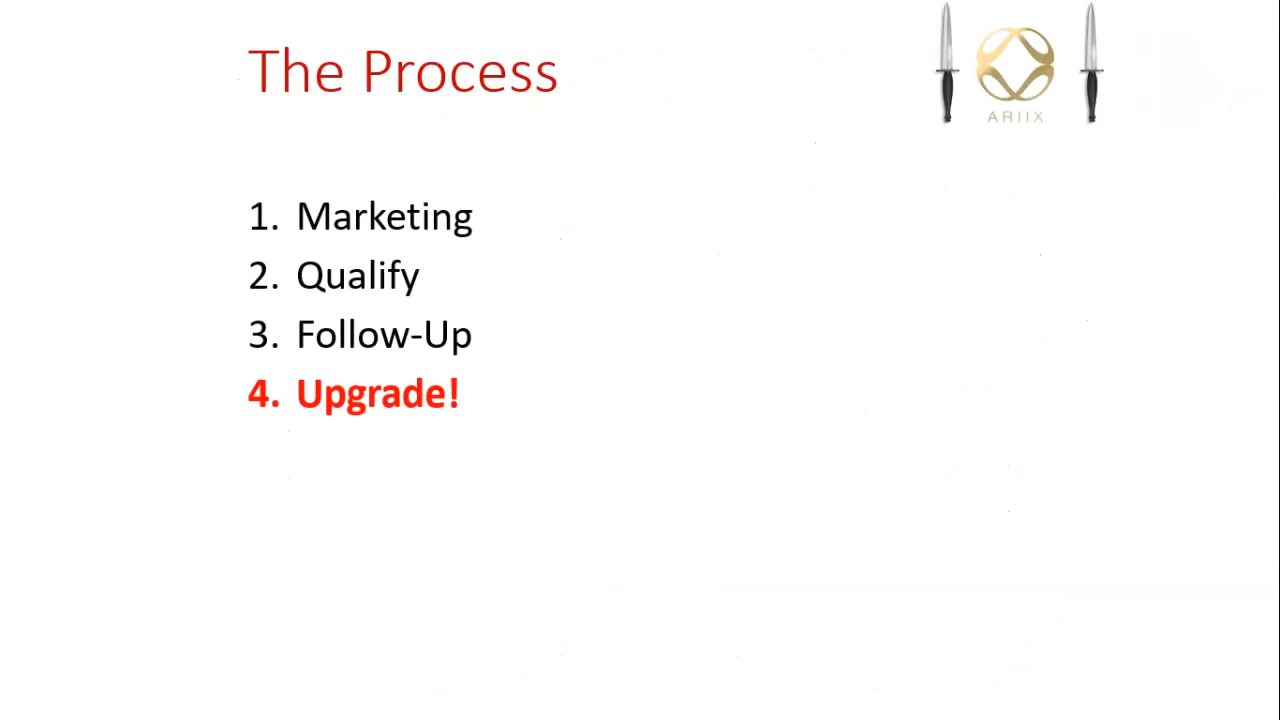 The Process
ARIIX
1. Marketing
2. Qualify
3. Follow-Up
4. Upgrade!